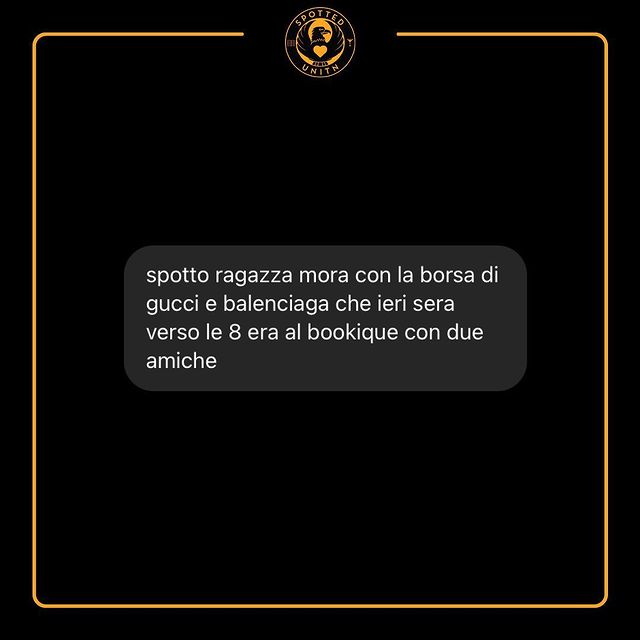 SPOTTED
UNITN
spotto ragazza mora con la borsa di
gucci e balenciaga che ieri sera
verso le 8 era al bookique con due
amiche